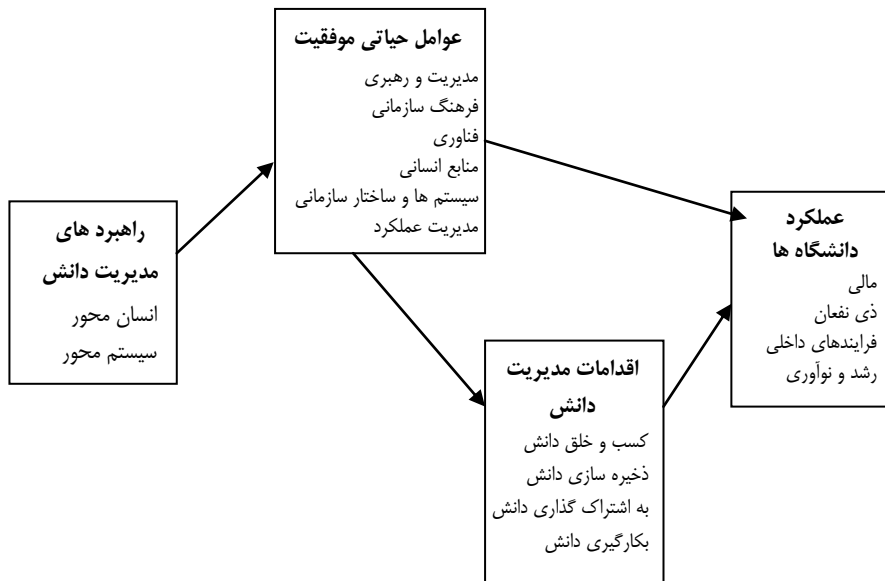 عوامل حیاتی موفقیت
مدیریت و رهبری
فرهنگ سازمانی
فناوری
منابع انسانی
سیستم ها و ساختار سازمانی
مدیریت عملکرد
راهبرد های
مدیریت دانش
انسان محور
سیستم محور
عملکرد
دانشگاه ها
مالی
ذی نفعان
فرایندهای داخلی
رشد و نوآوری
اقدامات مدیریت
دانش
کسب و خلق دانش
ذخیره سازی دانش
به اشتراک گذاری دانش
بکارگیری دانش